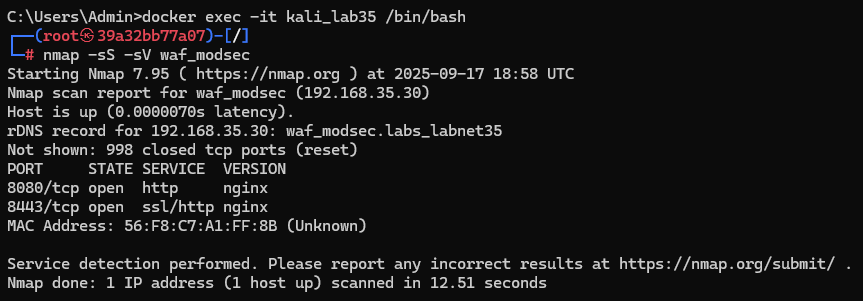 C:\Users\Admin>docker exec -it kali_lab35 /bin/bash
┌──(root㉿39a32bb77a07)-[/]
└─# nmap -sS -sV waf_modsec
Starting Nmap 7.95 ( https://nmap.org ) at 2025-09-17 18:58 UTC
Nmap scan report for waf_modsec (192.168.35.30)
Host is up (0.0000070s latency).
rDNS record for 192.168.35.30: waf_modsec.labs_labnet35
Not shown: 998 closed tcp ports (reset)
PORT     STATE SERVICE  VERSION
8080/tcp open  http     nginx
8443/tcp open  ssl/http nginx
MAC Address: 56:F8:C7:A1:FF:8B (Unknown)

Service detection performed. Please report any incorrect results at https://nmap.org/submit/ .
Nmap done: 1 IP address (1 host up) scanned in 12.51 seconds